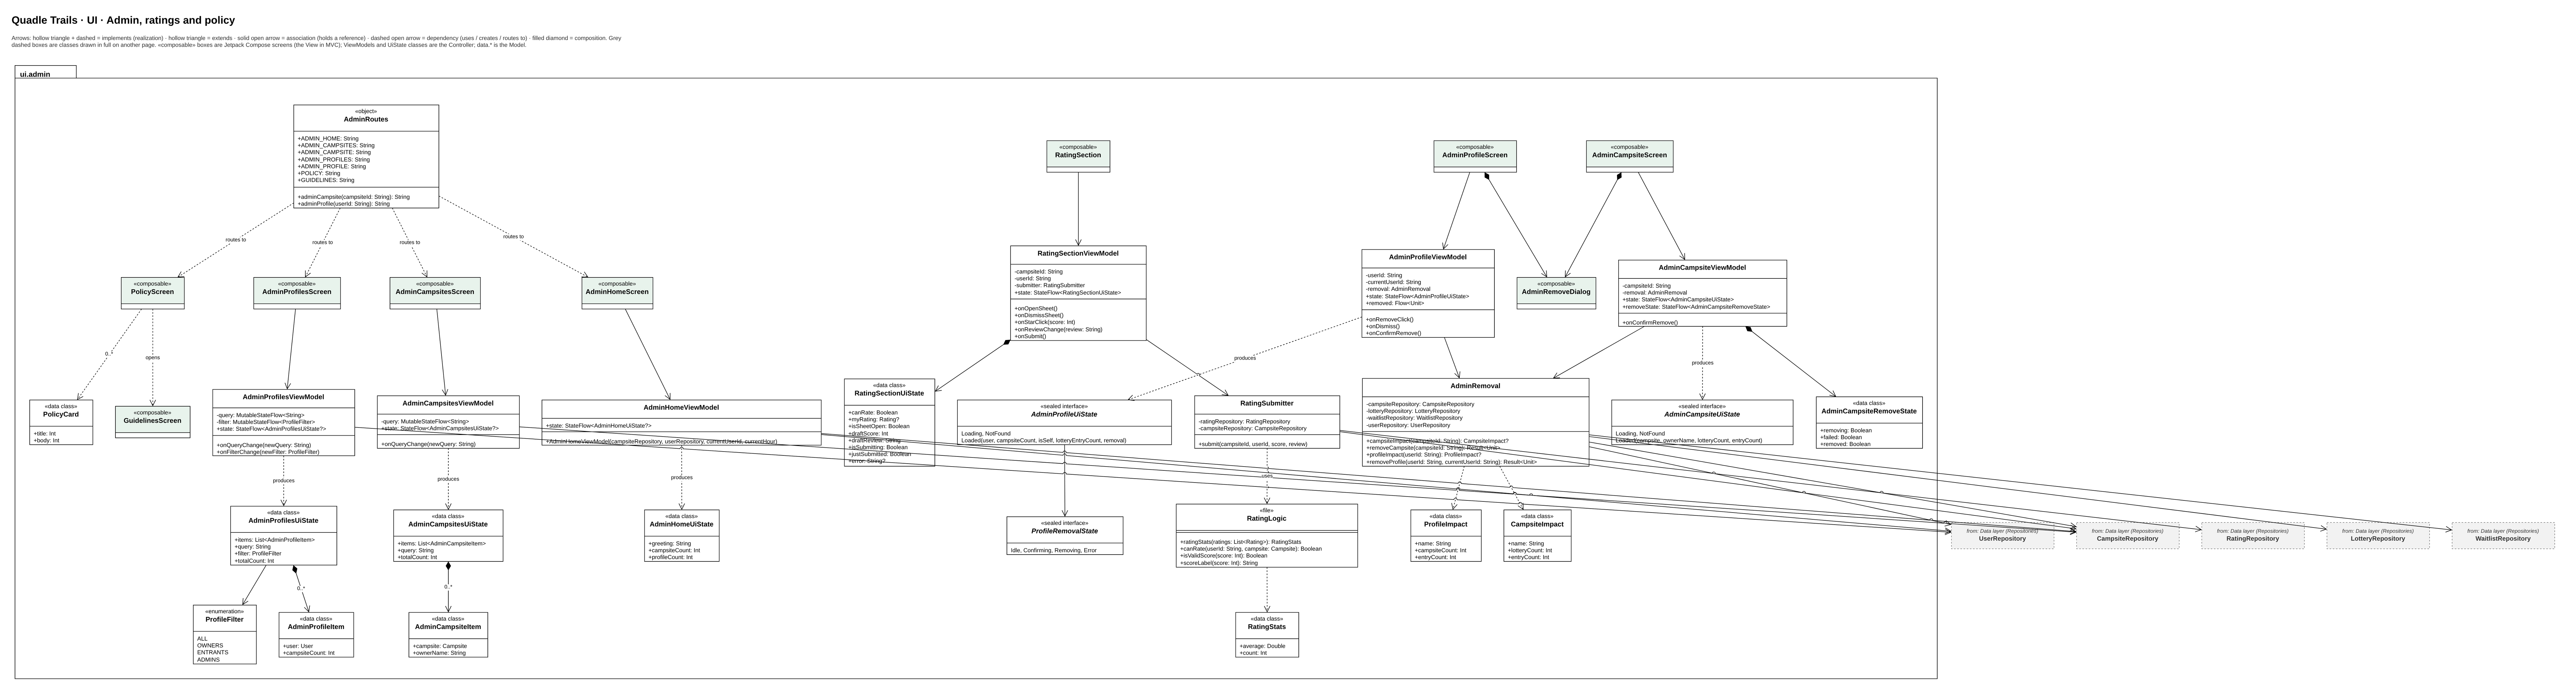 Quadle Trails · UI · Admin, ratings and policy
Arrows: hollow triangle + dashed = implements (realization) · hollow triangle = extends · solid open arrow = association (holds a reference) · dashed open arrow = dependency (uses / creates / routes to) · filled diamond = composition. Grey
dashed boxes are classes drawn in full on another page. «composable» boxes are Jetpack Compose screens (the View in MVC); ViewModels and UiState classes are the Controller; data.* is the Model.
ui.admin
«object»
AdminRoutes
+ADMIN_HOME: String
+ADMIN_CAMPSITES: String
+ADMIN_CAMPSITE: String
+ADMIN_PROFILES: String
+ADMIN_PROFILE: String
+POLICY: String
+GUIDELINES: String
+adminCampsite(campsiteId: String): String
+adminProfile(userId: String): String
«composable»
RatingSection
«composable»
AdminProfileScreen
«composable»
AdminCampsiteScreen
routes to
routes to
routes to
routes to
«composable»
PolicyScreen
«composable»
AdminProfilesScreen
«composable»
AdminCampsitesScreen
«composable»
AdminHomeScreen
RatingSectionViewModel
-campsiteId: String
-userId: String
-submitter: RatingSubmitter
+state: StateFlow<RatingSectionUiState>
+onOpenSheet()
+onDismissSheet()
+onStarClick(score: Int)
+onReviewChange(review: String)
+onSubmit()
AdminProfileViewModel
-userId: String
-currentUserId: String
-removal: AdminRemoval
+state: StateFlow<AdminProfileUiState>
+removed: Flow<Unit>
+onRemoveClick()
+onDismiss()
+onConfirmRemove()
«composable»
AdminRemoveDialog
AdminCampsiteViewModel
-campsiteId: String
-removal: AdminRemoval
+state: StateFlow<AdminCampsiteUiState>
+removeState: StateFlow<AdminCampsiteRemoveState>
+onConfirmRemove()
0..*
opens
produces
produces
«data class»
PolicyCard
+title: Int
+body: Int
«composable»
GuidelinesScreen
AdminProfilesViewModel
-query: MutableStateFlow<String>
-filter: MutableStateFlow<ProfileFilter>
+state: StateFlow<AdminProfilesUiState?>
+onQueryChange(newQuery: String)
+onFilterChange(newFilter: ProfileFilter)
AdminCampsitesViewModel
-query: MutableStateFlow<String>
+state: StateFlow<AdminCampsitesUiState?>
+onQueryChange(newQuery: String)
AdminHomeViewModel
+state: StateFlow<AdminHomeUiState?>
+AdminHomeViewModel(campsiteRepository, userRepository, currentUserId, currentHour)
«data class»
RatingSectionUiState
+canRate: Boolean
+myRating: Rating?
+isSheetOpen: Boolean
+draftScore: Int
+draftReview: String
+isSubmitting: Boolean
+justSubmitted: Boolean
+error: String?
«sealed interface»
AdminProfileUiState
Loading, NotFound
Loaded(user, campsiteCount, isSelf, lotteryEntryCount, removal)
RatingSubmitter
-ratingRepository: RatingRepository
-campsiteRepository: CampsiteRepository
+submit(campsiteId, userId, score, review)
AdminRemoval
-campsiteRepository: CampsiteRepository
-lotteryRepository: LotteryRepository
-waitlistRepository: WaitlistRepository
-userRepository: UserRepository
+campsiteImpact(campsiteId: String): CampsiteImpact?
+removeCampsite(campsiteId: String): Result<Unit>
+profileImpact(userId: String): ProfileImpact?
+removeProfile(userId: String, currentUserId: String): Result<Unit>
«sealed interface»
AdminCampsiteUiState
Loading, NotFound
Loaded(campsite, ownerName, lotteryCount, entryCount)
«data class»
AdminCampsiteRemoveState
+removing: Boolean
+failed: Boolean
+removed: Boolean
produces
produces
produces
uses
«data class»
AdminProfilesUiState
+items: List<AdminProfileItem>
+query: String
+filter: ProfileFilter
+totalCount: Int
«data class»
AdminCampsitesUiState
+items: List<AdminCampsiteItem>
+query: String
+totalCount: Int
«data class»
AdminHomeUiState
+greeting: String
+campsiteCount: Int
+profileCount: Int
«sealed interface»
ProfileRemovalState
Idle, Confirming, Removing, Error
«file»
RatingLogic
+ratingStats(ratings: List<Rating>): RatingStats
+canRate(userId: String, campsite: Campsite): Boolean
+isValidScore(score: Int): Boolean
+scoreLabel(score: Int): String
«data class»
ProfileImpact
+name: String
+campsiteCount: Int
+entryCount: Int
«data class»
CampsiteImpact
+name: String
+lotteryCount: Int
+entryCount: Int
from: Data layer (Repositories)
UserRepository
from: Data layer (Repositories)
CampsiteRepository
from: Data layer (Repositories)
RatingRepository
from: Data layer (Repositories)
LotteryRepository
from: Data layer (Repositories)
WaitlistRepository
0..*
0..*
«enumeration»
ProfileFilter
ALL
OWNERS
ENTRANTS
ADMINS
«data class»
AdminProfileItem
+user: User
+campsiteCount: Int
«data class»
AdminCampsiteItem
+campsite: Campsite
+ownerName: String
«data class»
RatingStats
+average: Double
+count: Int